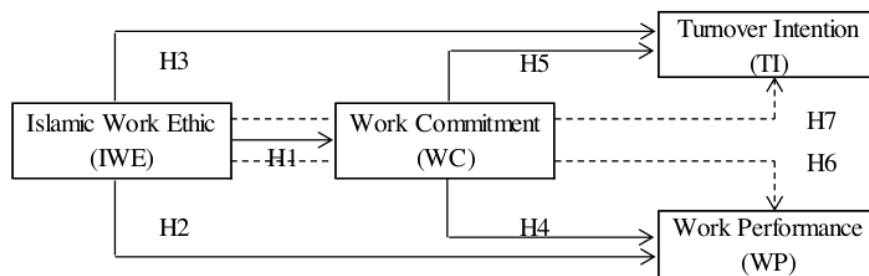 Turnover Intention
(TI)
H3
H5
Islamic Work Ethic
(IWE)
H1
Work Commitment
(WC)
H7
H6
H2
H4
Work Performance
(WP)